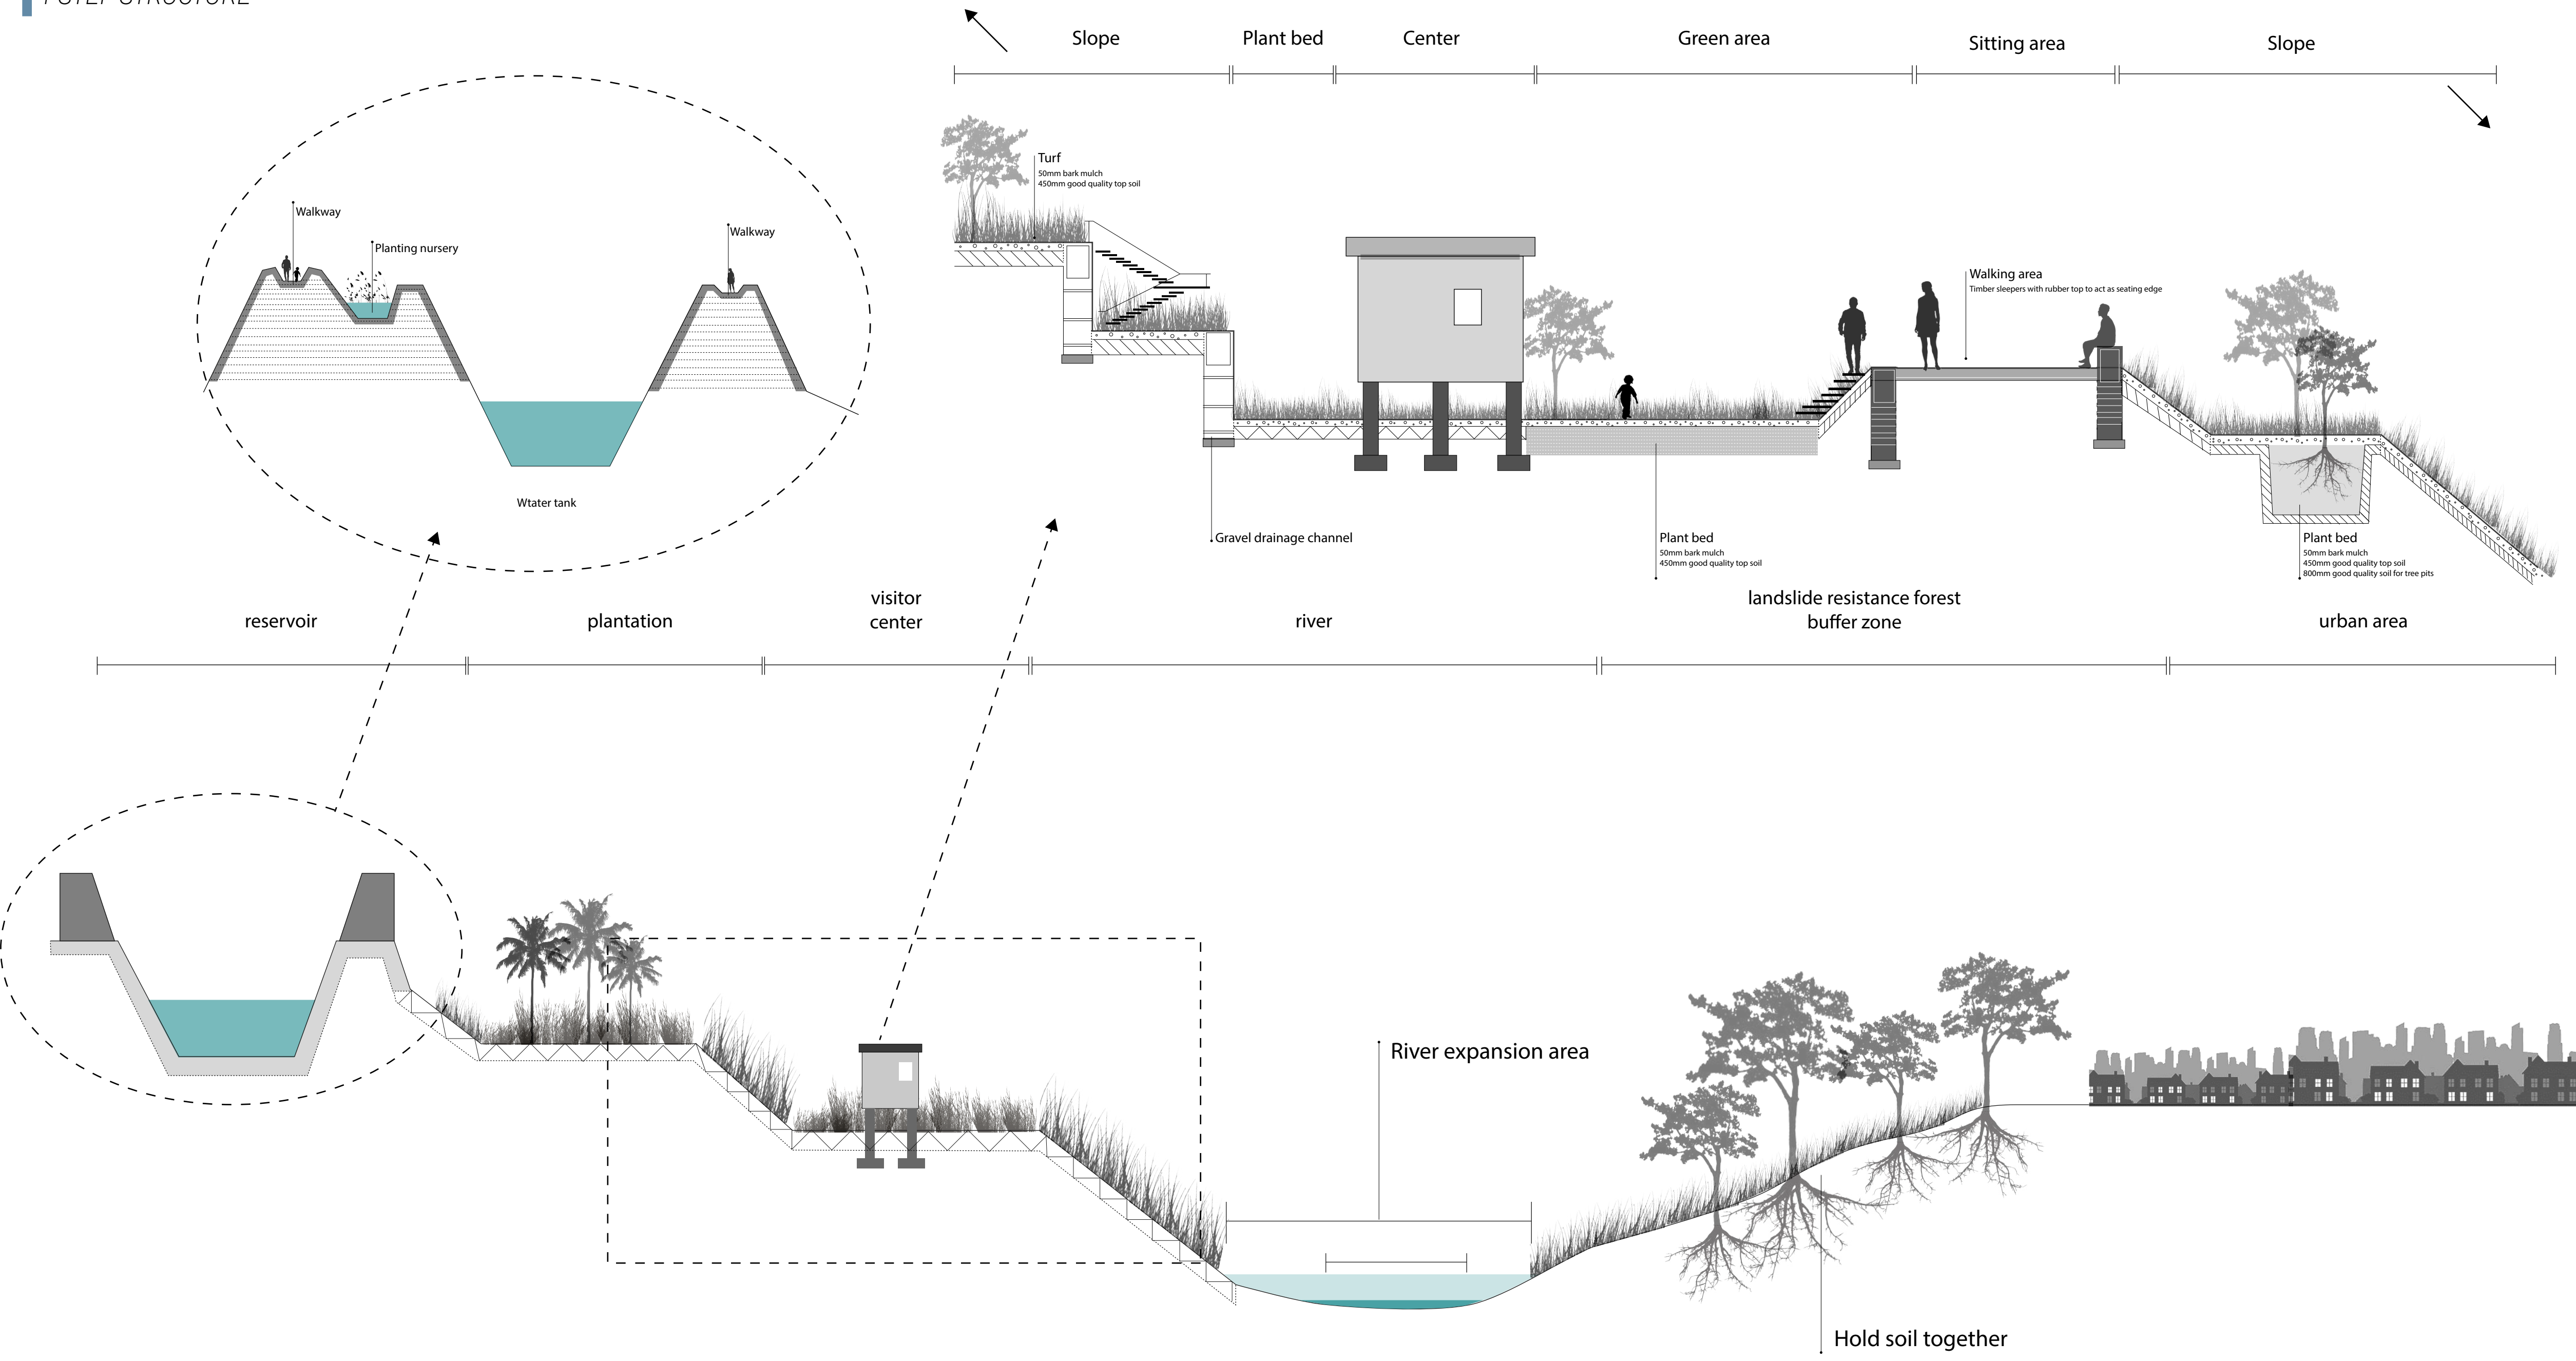 STRUCTURE
Slope
Plant bed
Center
Green area
Sitting area
Slope
Turf
50mm bark mulch
450mm good quality top soil
Walkway
Planting nursery
Walkway
Walking area
Timber sleepers with rubber top to act as seating edge
Wtater tank
Gravel drainage channel
Plant bed
50mm bark mulch
450mm good quality top soil
Plant bed
50mm bark mulch
450mm good quality top soil
800mm good quality soil for tree pits
reservoir
plantation
visitor
center
river
landslide resistance forest
buffer zone
urban area
River expansion area
Hold soil together